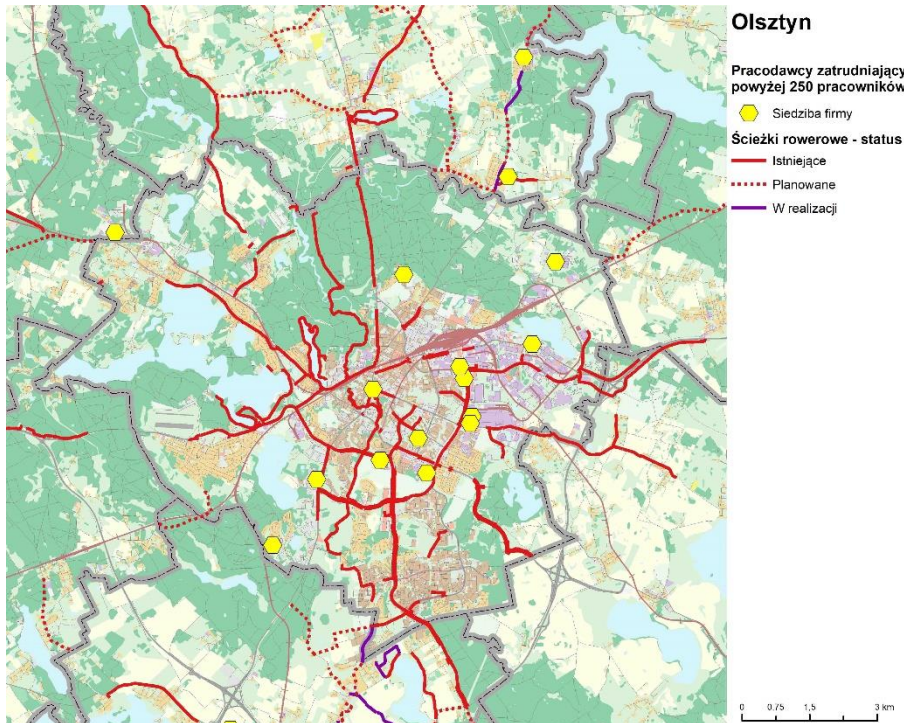 Olsztyn
Pracodawcy zatrudniający
powyżej 250 pracowników
Siedziba firmy
Ścieżki rowerowe - status
Istniejące
Planowane
W realizacji
0 0.75 1,5 3 km